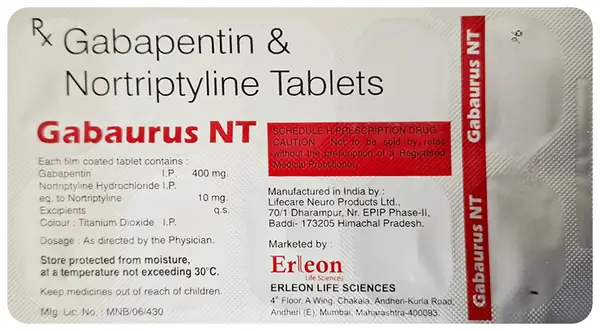 Rx Gabapentin &
Nortriptyline Tablets
Gabaurus NT
Each film coated tablet contains :
Gabapentin I.P. 400 mg.
Nortriptyline Hydrochloride I.P.
eq. to Nortriptyline 10 mg.
Excipients q.s.
Colour : Titanium Dioxide I.P.
Dosage : As directed by the Physician.
Store protected from moisture,
at a temperature not exceeding 30°C.
Keep medicines out of reach of children.
Mfg. Lic. No. : MNB/06/430
SCHEDULE H PRESCRIPTION DRUG
CAUTION : Not to be sold by retail
without the prescription of a Registered
Medical Practitioner.
Manufactured in India by :
Lifecare Neuro Products Ltd.,
70/1 Dharampur, Nr. EPIP Phase-II,
Baddi- 173205 Himachal Pradesh.
Marketed by :
Erleon
Life Sciences
ERLEON LIFE SCIENCES
4th Floor, A Wing, Chakala, Andheri-Kurla Road,
Andheri (E), Mumbai, Maharashtra-400093.
Gabaurus NT
Gabaurus NT